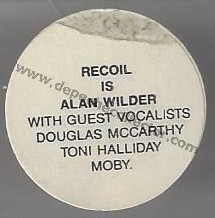 RECOIL
IS
ALAN WILDER
WITH GUEST VOCALISTS
DOUGLAS MCCARTHY
TONI HALLIDAY
MOBY.